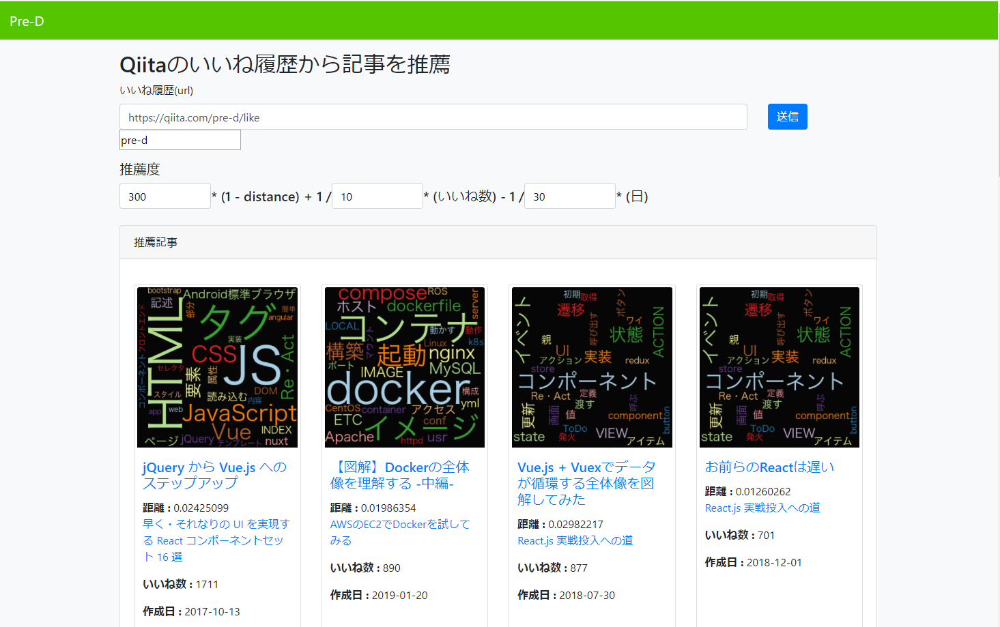 Pre-D
Qiitaのいいね履歴から記事を推薦
いいね履歴(url)
https://qiita.com/pre-d/like
送信
pre-d
推薦度
300 * (1 - distance) + 1 / 10 * (いいね数) - 1 / 30 * (日)
推薦記事
bootstrap
Android標準ブラウザ
記述
部分
タグ
簡単
angular
フロントエンド
HTML
実装
CSS
JS
Re・Act
セレクタ
要素
属性
コンポーネント
スタイル
読み込む
DOM
内容
app
web
JavaScript
Vue
INDEX
ページ
jQuery
テンプレート
nuxt
jQuery から Vue.js への
ステップアップ
距離 : 0.02425099
早く・それなりの UI を実現す
る React コンポーネントセッ
ト 16 選
いいね数 : 1711
作成日 : 2017-10-13
compose
ROS
ホスト
dockerfile
server
LOCAL
コンテナ
動かす
動作
マウント
Linux
k8s
構築
起動
nginx
ポート
IMAGE
MySQL
docker
構成
yml
CentOS
container
アクセス
ETC
イメージ
conf
Apache
httpd
usr
【図解】Dockerの全体
像を理解する -中編-
距離 : 0.01986354
AWSのEC2でDockerを試して
みる
いいね数 : 890
作成日 : 2019-01-20
イベント
初期
取得
遷移
ボタン
呼び出す
ワイ
親
状態
ACTION
UI
アクション
実装
redux
store
コンポーネント
Re・Act
定義
渡す
呼ぶ
更新
画面
値
component
button
ToDo
state
発火
VIEW
アイテム
Vue.js + Vuexでデータ
が循環する全体像を図
解してみた
距離 : 0.02982217
React.js 実戦投入への道
いいね数 : 877
作成日 : 2018-07-30
イベント
初期
取得
遷移
ボタン
呼び出す
ワイ
親
状態
ACTION
UI
アクション
実装
redux
store
コンポーネント
Re・Act
定義
渡す
呼ぶ
更新
画面
値
component
button
ToDo
state
発火
VIEW
アイテム
お前らのReactは遅い
距離 : 0.01260262
React.js 実戦投入への道
いいね数 : 701
作成日 : 2018-12-01